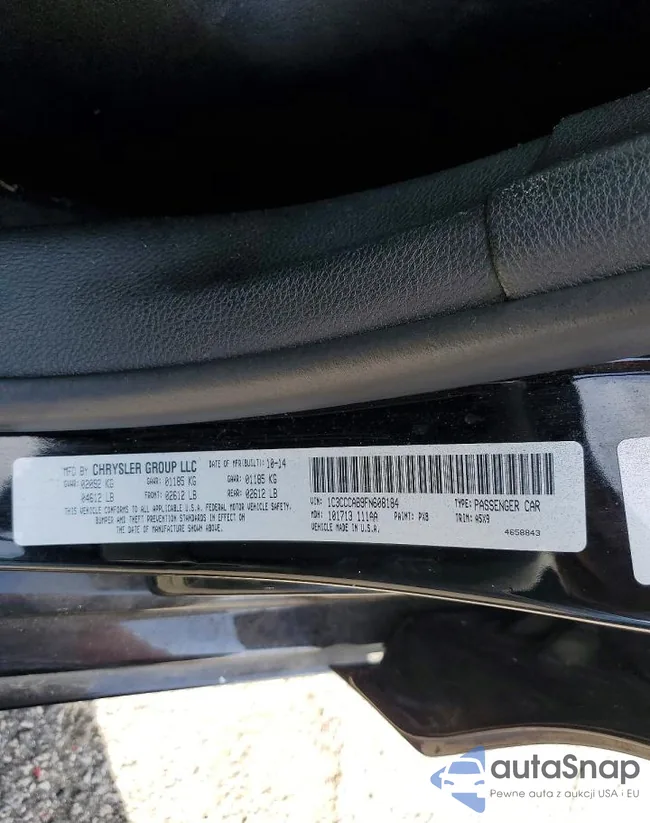 MFD BY CHRYSLER GROUP LLC DATE OF MFR(BUILT): 10-14
GVWR: 02092 KG GAWR: 01185 KG GAWR: 01185 KG
04612 LB FRONT: 02612 LB REAR: 02612 LB
THIS VEHICLE CONFORMS TO ALL APPLICABLE U.S.A. FEDERAL MOTOR VEHICLE SAFETY,
BUMPER AND THEFT PREVENTION STANDARDS IN EFFECT ON
THE DATE OF MANUFACTURE SHOWN ABOVE.
VIN: 1C3CCCAB9FN608184 TYPE: PASSENGER CAR
MDH: 101713 111AA PAINT: PX8 TRIM: A5X9
VEHICLE MADE IN U.S.A. 4658843
autaSnap
Pewne auta z aukcji USA i EU